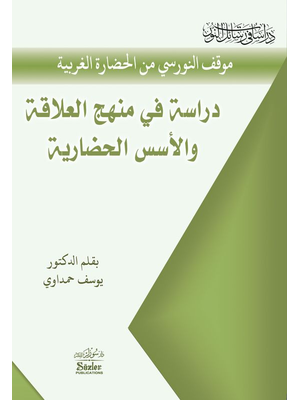 دراسات في رسائل النور
موقف النورسي من الحضارة الغربية
دراسة في منهج العلاقة
والأسس الحضارية
بقلم الدكتور
يوسف حمداوي
Sözler
PUBLICATIONS